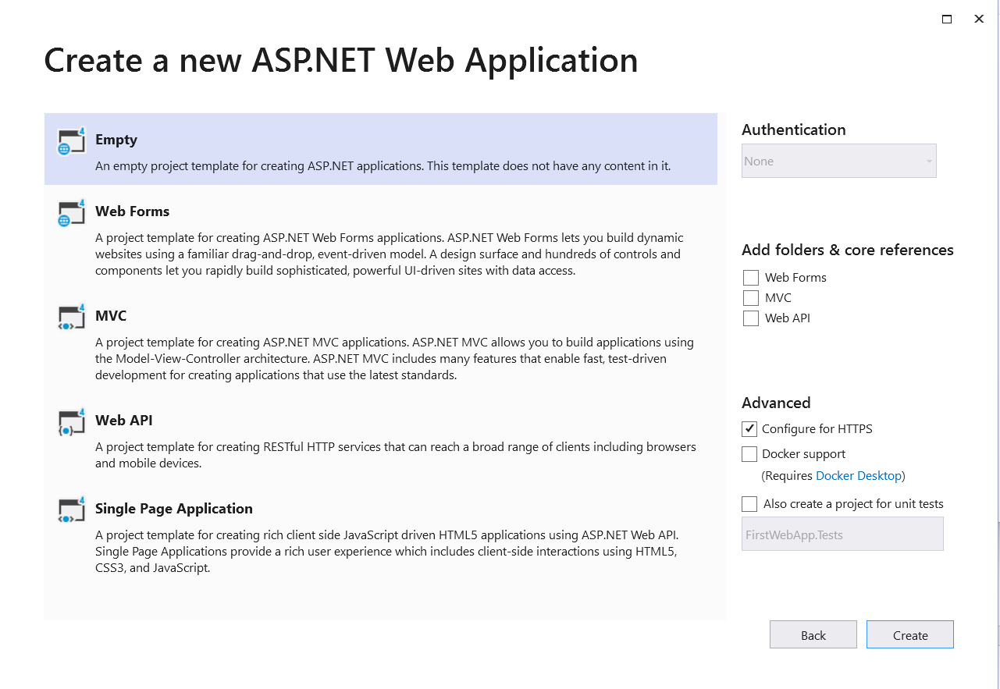 Create a new ASP.NET Web Application
4
Empty
An empty project template for creating ASP.NET applications. This template does not have any content in it.
4
Web Forms
A project template for creating ASP.NET Web Forms applications. ASP.NET Web Forms lets you build dynamic
websites using a familiar drag-and-drop, event-driven model. A design surface and hundreds of controls and
components let you rapidly build sophisticated, powerful UI-driven sites with data access.
4
MVC
A project template for creating ASP.NET MVC applications. ASP.NET MVC allows you to build applications using
the Model-View-Controller architecture. ASP.NET MVC includes many features that enable fast, test-driven
development for creating applications that use the latest standards.
4
Web API
A project template for creating RESTful HTTP services that can reach a broad range of clients including browsers
and mobile devices.
4
Single Page Application
A project template for creating rich client side JavaScript driven HTML5 applications using ASP.NET Web API.
Single Page Applications provide a rich user experience which includes client-side interactions using HTML5,
CSS3, and JavaScript.
Authentication
None
Add folders & core references
Web Forms
MVC
Web API
Advanced
Configure for HTTPS
Docker support
(Requires Docker Desktop)
Also create a project for unit tests
FirstWebApp.Tests
Back
Create